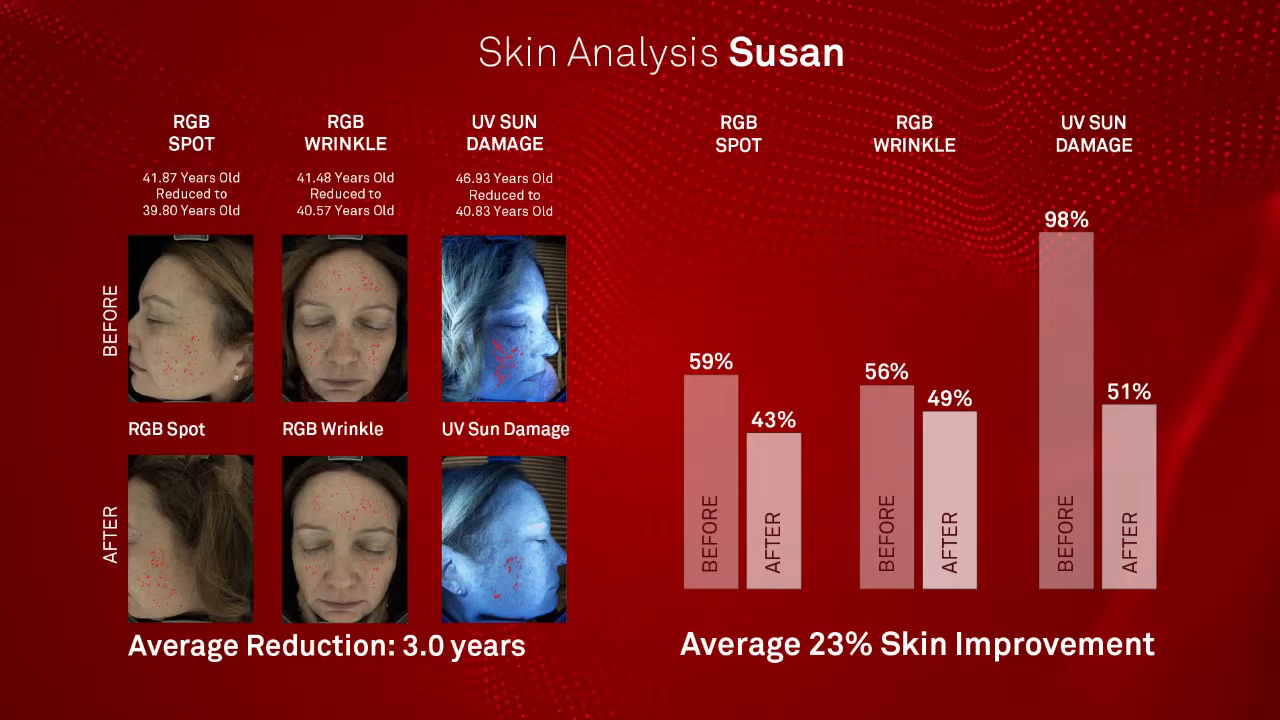 Skin Analysis Susan
RGB
SPOT
41.87 Years Old
Reduced to
39.80 Years Old
RGB
WRINKLE
41.48 Years Old
Reduced to
40.57 Years Old
UV SUN
DAMAGE
46.93 Years Old
Reduced to
40.83 Years Old
BEFORE
RGB Spot
RGB Wrinkle
UV Sun Damage
AFTER
Average Reduction: 3.0 years
RGB
SPOT
59%
BEFORE
43%
AFTER
RGB
WRINKLE
56%
BEFORE
49%
AFTER
UV SUN
DAMAGE
98%
BEFORE
51%
AFTER
Average 23% Skin Improvement